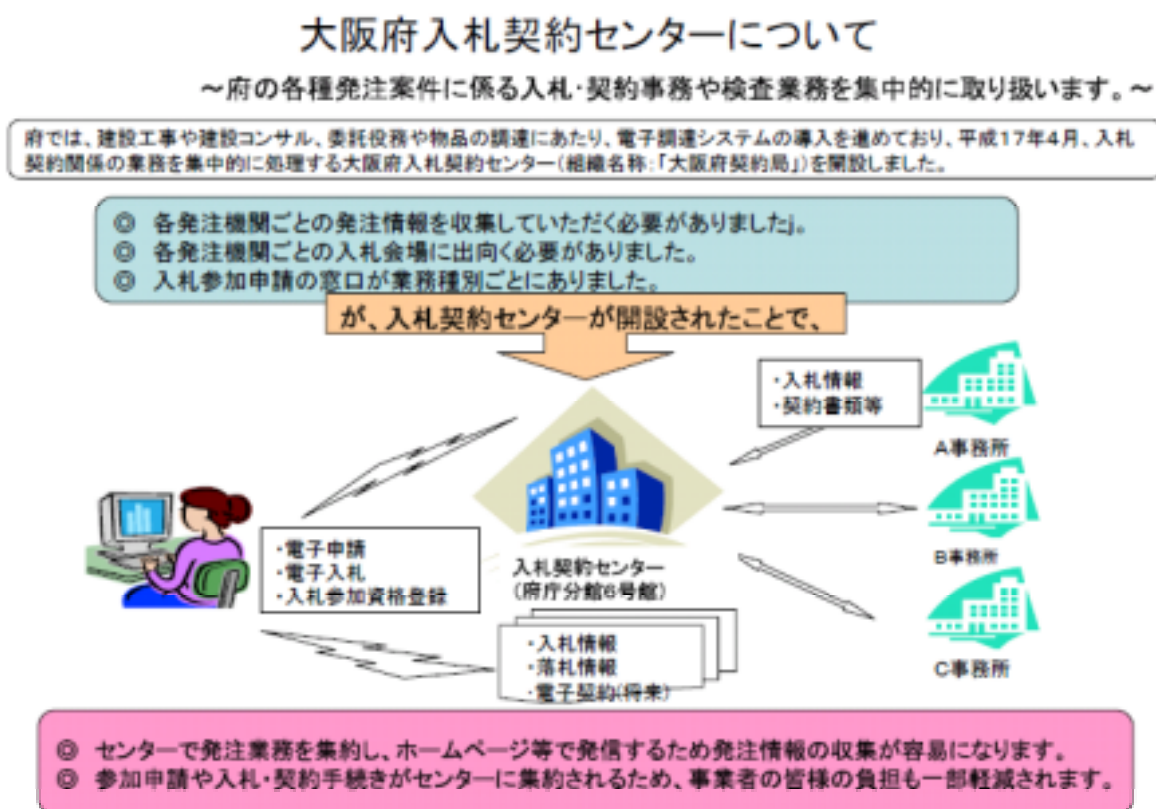 大阪府入札契約センターについて
～府の各種発注案件に係る入札・契約事務や検査業務を集中的に取り扱います。～
府では、建設工事や建設コンサル、委託役務や物品の調達にあたり、電子調達システムの導入を進めており、平成17年4月、入札
契約関係の業務を集中的に処理する大阪府入札契約センター（組織名称：「大阪府契約局」）を開設しました。
◎ 各発注機関ごとの発注情報を収集していただく必要がありましたj。
◎ 各発注機関ごとの入札会場に出向く必要がありました。
◎ 入札参加申請の窓口が業務種別ごとにありました。
が、入札契約センターが開設されたことで、
・入札情報
・契約書類等
A事務所
B事務所
C事務所
・電子申請
・電子入札
・入札参加資格登録
入札契約センター
（府庁分館6号館）
・入札情報
・落札情報
・電子契約(将来)
◎ センターで発注業務を集約し、ホームページ等で発信するため発注情報の収集が容易になります。
◎ 参加申請や入札・契約手続きがセンターに集約されるため、事業者の皆様の負担も一部軽減されます。